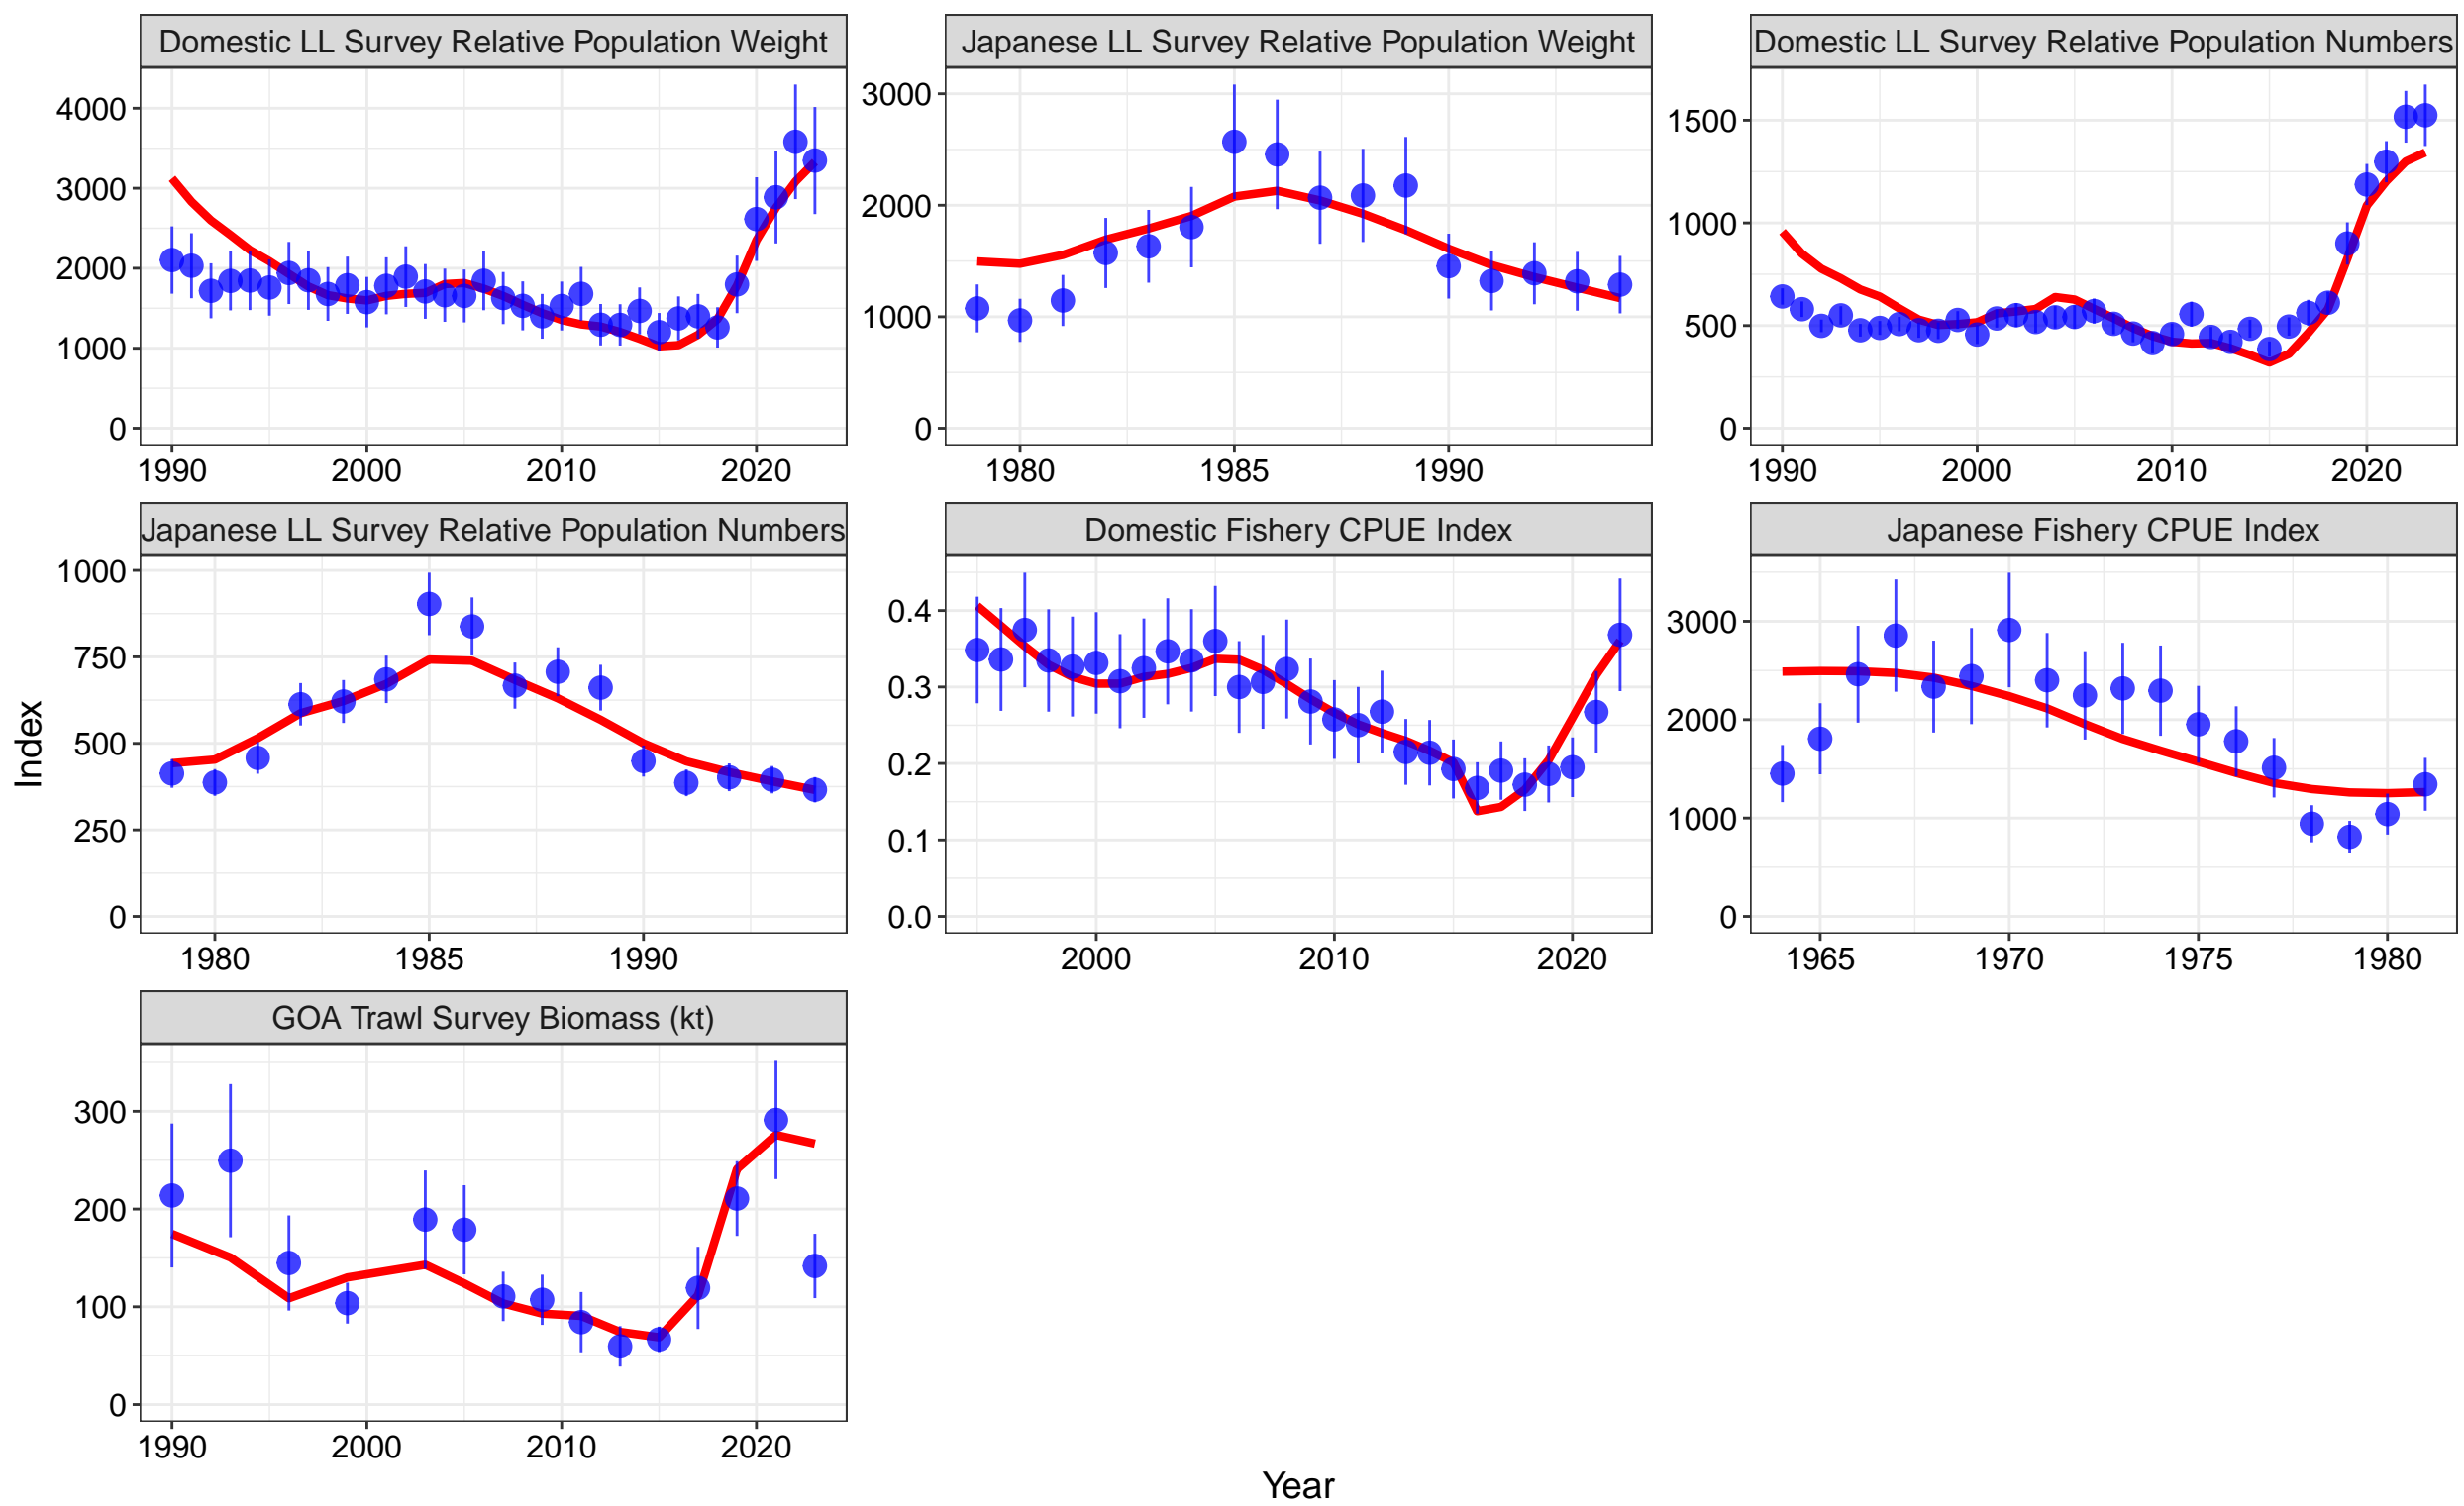 Domestic LL Survey Relative Population Weight
Japanese LL Survey Relative Population Weight
Domestic LL Survey Relative Population Numbers
4000
3000
2000
1000
0
1990 2000 2010 2020
3000
2000
1000
0
1980 1985 1990
1500
1000
500
0
1990 2000 2010 2020
Japanese LL Survey Relative Population Numbers
Domestic Fishery CPUE Index
Japanese Fishery CPUE Index
1000
750
500
250
0
1980 1985 1990
0.4
0.3
0.2
0.1
0.0
2000 2010 2020
3000
2000
1000
0
1965 1970 1975 1980
GOA Trawl Survey Biomass (kt)
300
200
100
0
1990 2000 2010 2020
Index
Year